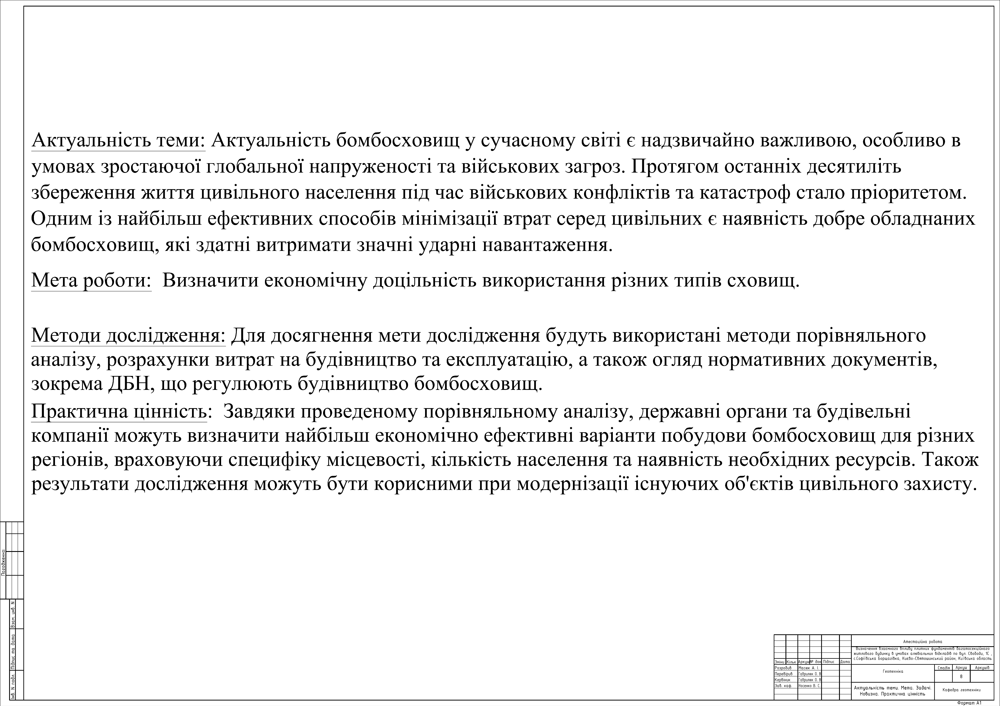 Актуальність теми: Актуальність бомбосховищ у сучасному світі є надзвичайно важливою, особливо в
умовах зростаючої глобальної напруженості та військових загроз. Протягом останніх десятиліть
збереження життя цивільного населення під час військових конфліктів та катастроф стало пріоритетом.
Одним із найбільш ефективних способів мінімізації втрат серед цивільних є наявність добре обладнаних
бомбосховищ, які здатні витримати значні ударні навантаження.
Мета роботи: Визначити економічну доцільність використання різних типів сховищ.
Методи дослідження: Для досягнення мети дослідження будуть використані методи порівняльного
аналізу, розрахунки витрат на будівництво та експлуатацію, а також огляд нормативних документів,
зокрема ДБН, що регулюють будівництво бомбосховищ.
Практична цінність: Завдяки проведеному порівняльному аналізу, державні органи та будівельні
компанії можуть визначити найбільш економічно ефективні варіанти побудови бомбосховищ для різних
регіонів, враховуючи специфіку місцевості, кількість населення та наявність необхідних ресурсів. Також
результати дослідження можуть бути корисними при модернізації існуючих об'єктів цивільного захисту.
Погодженно:
Взам. инв. N
Підпис та дата
Інв. N подл.
Атестаційна робота
Визначення взаємного впливу плитних фундаментів багатосекційного
житлового будинку в умовах алювіальних відкладів по вул. Свободи, 1С ,
с.Софіївська Борщагівка, Києво-Святошинський район, Київська область
Зміни Кільк Аркуш № док Підпис Дата
Розробив Масюк А. І.
Перевірив Гаврилюк О. В
Керівник Гаврилюк О. В
Зав. каф. Носенко В. С.
Геотехніка
Стадія Аркуш Аркушів
8
Актуальність теми. Мета. Задачі.
Новизна. Практична цінність
Кафедра геотехніки
Формат А1